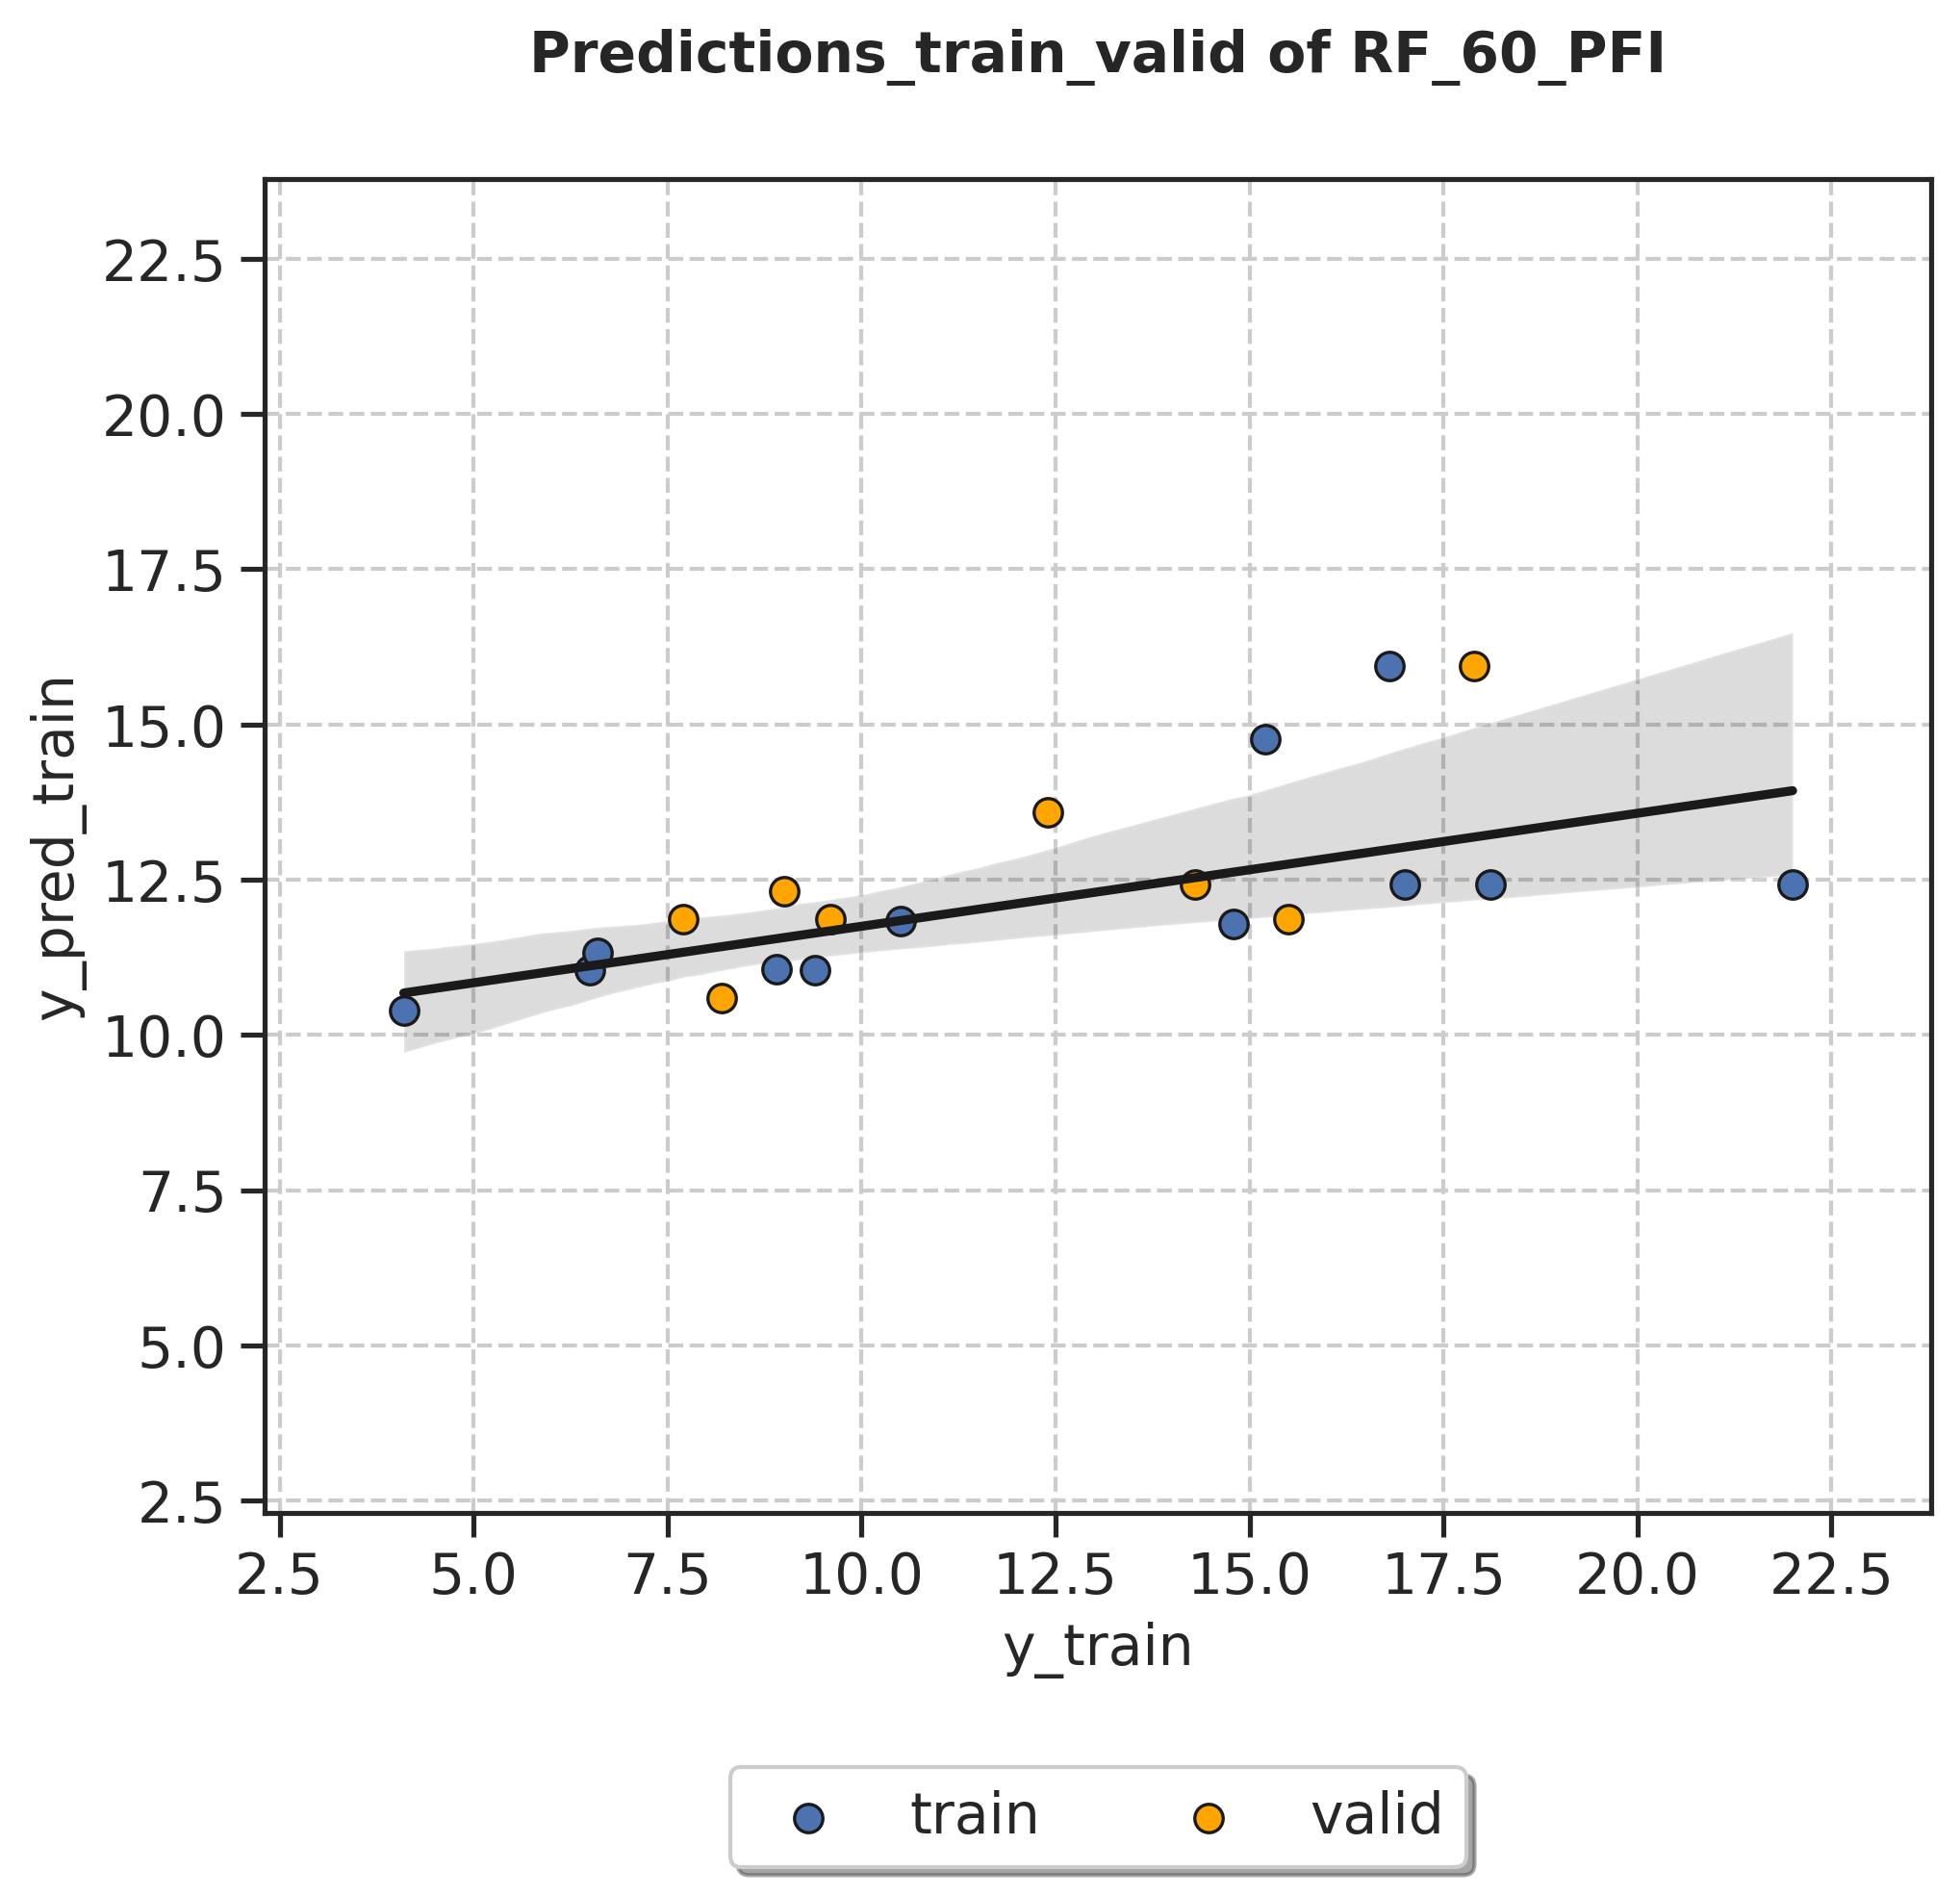 Predictions_train_valid of RF_60_PFI
22.5
20.0
17.5
15.0
12.5
10.0
7.5
5.0
2.5
y_pred_train
2.5 5.0 7.5 10.0 12.5 15.0 17.5 20.0 22.5
y_train
train valid